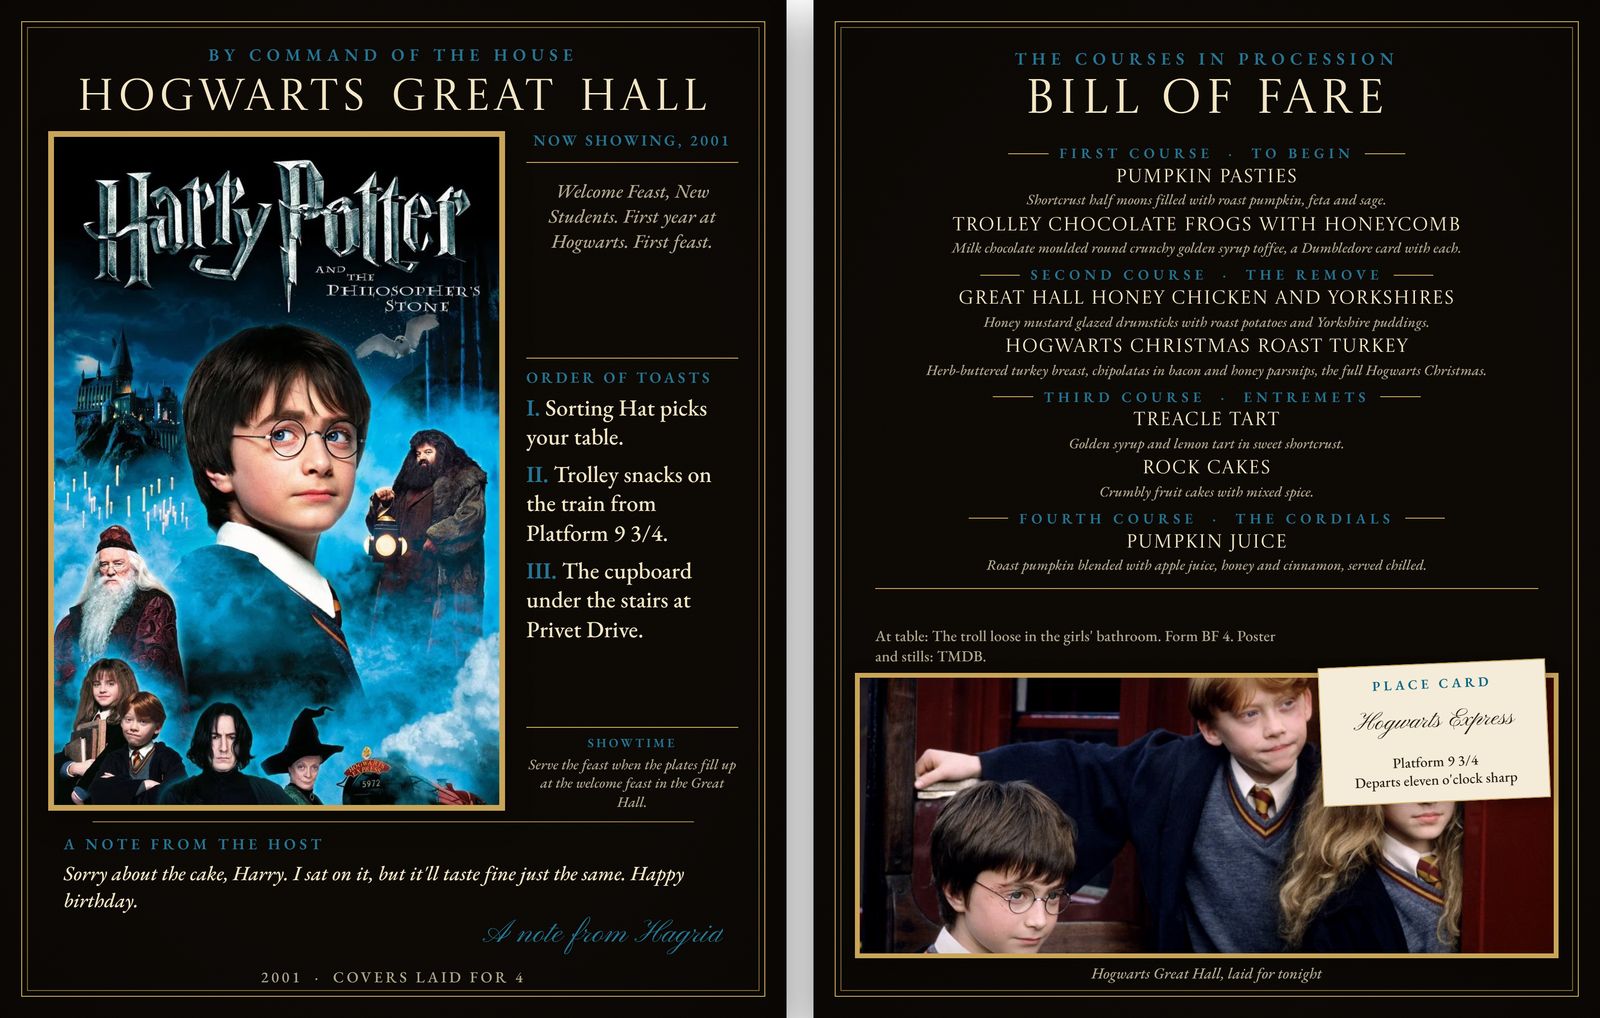 BY COMMAND OF THE HOUSE
HOGWARTS GREAT HALL
Harry Potter
AND THE
PHILOSOPHER'S
STONE
HOGWARTS
EXPRESS
5972
NOW SHOWING, 2001
Welcome Feast, New
Students. First year at
Hogwarts. First feast.
ORDER OF TOASTS
I. Sorting Hat picks
your table.
II. Trolley snacks on
the train from
Platform 9 3/4.
III. The cupboard
under the stairs at
Privet Drive.
SHOWTIME
Serve the feast when the plates fill up
at the welcome feast in the Great
Hall.
A NOTE FROM THE HOST
Sorry about the cake, Harry. I sat on it, but it'll taste fine just the same. Happy
birthday.
A note from Hagrid
2001 · COVERS LAID FOR 4
THE COURSES IN PROCESSION
BILL OF FARE
FIRST COURSE · TO BEGIN
PUMPKIN PASTIES
Shortcrust half moons filled with roast pumpkin, feta and sage.
TROLLEY CHOCOLATE FROGS WITH HONEYCOMB
Milk chocolate moulded round crunchy golden syrup toffee, a Dumbledore card with each.
SECOND COURSE · THE REMOVE
GREAT HALL HONEY CHICKEN AND YORKSHIRES
Honey mustard glazed drumsticks with roast potatoes and Yorkshire puddings.
HOGWARTS CHRISTMAS ROAST TURKEY
Herb-buttered turkey breast, chipolatas in bacon and honey parsnips, the full Hogwarts Christmas.
THIRD COURSE · ENTREMETS
TREACLE TART
Golden syrup and lemon tart in sweet shortcrust.
ROCK CAKES
Crumbly fruit cakes with mixed spice.
FOURTH COURSE · THE CORDIALS
PUMPKIN JUICE
Roast pumpkin blended with apple juice, honey and cinnamon, served chilled.
At table: The troll loose in the girls' bathroom. Form BF 4. Poster
and stills: TMDB.
PLACE CARD
Hogwarts Express
Platform 9 3/4
Departs eleven o'clock sharp
Hogwarts Great Hall, laid for tonight